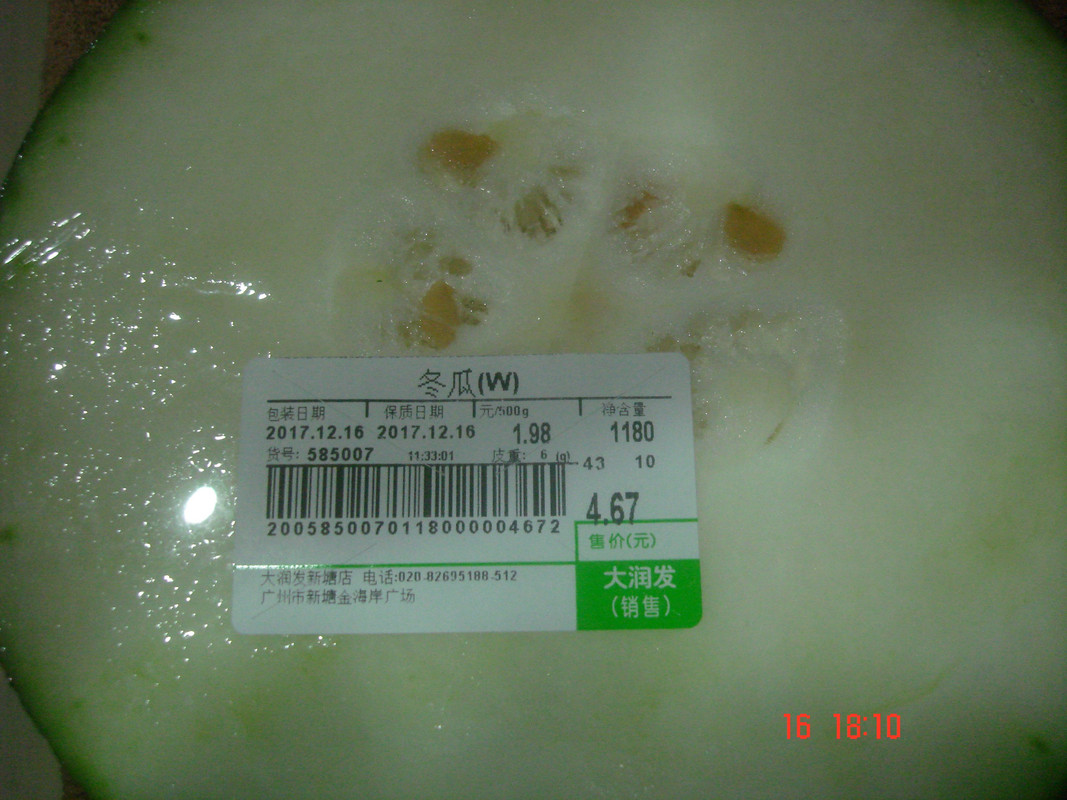 冬瓜(W)
包装日期 保质日期 元/500g 净含量
2017.12.16 2017.12.16 1.98 1180
货号: 585007 11:33:01 皮重: 6 (g) 43 10
4.67
2005850070118000004672
售价(元)
大润发新塘店 电话:020-82695188-512
广州市新塘金海岸广场
大润发
(销售)
16 18:10